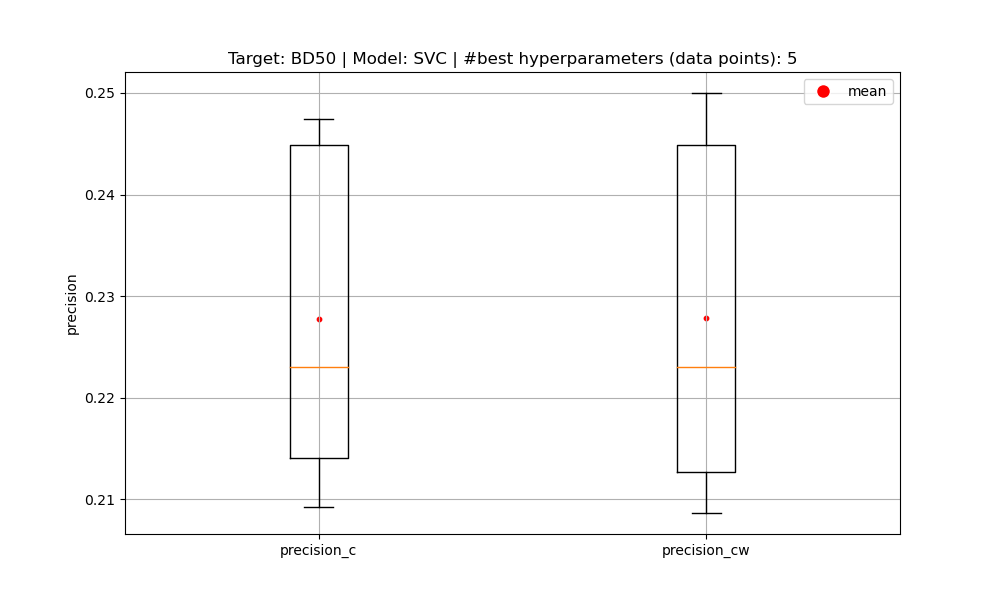 Target: BD50 | Model: SVC | #best hyperparameters (data points): 5
mean
0.25
0.24
0.23
0.22
0.21
precision
precision_c
precision_cw